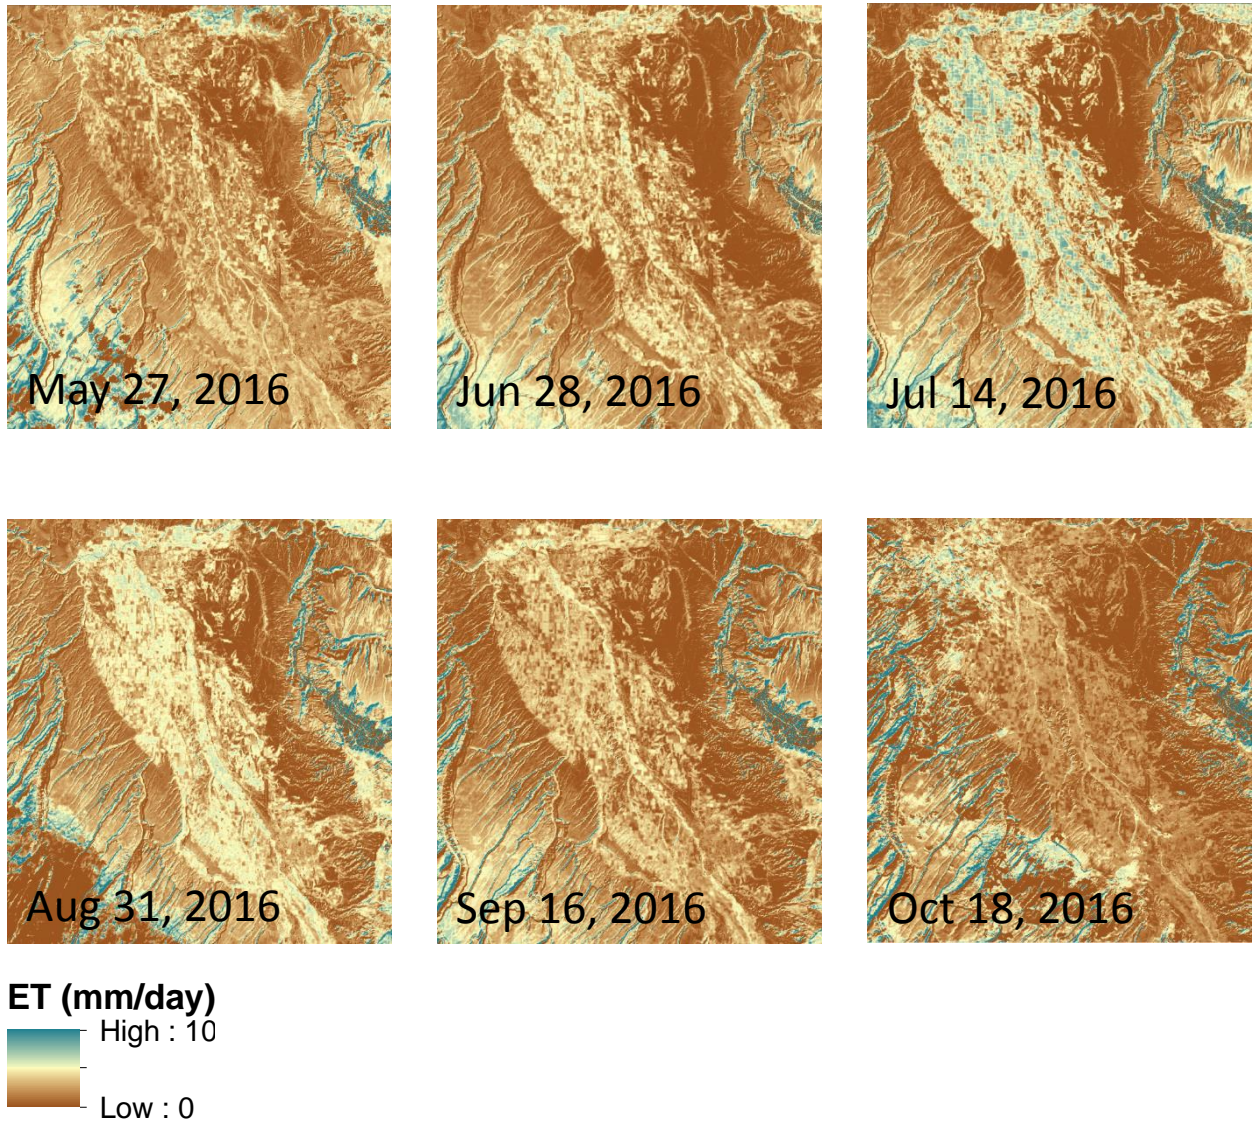 May 27, 2016
Jun 28, 2016
Jul 14, 2016
Aug 31, 2016
Sep 16, 2016
Oct 18, 2016
ET (mm/day)
High : 10
Low : 0